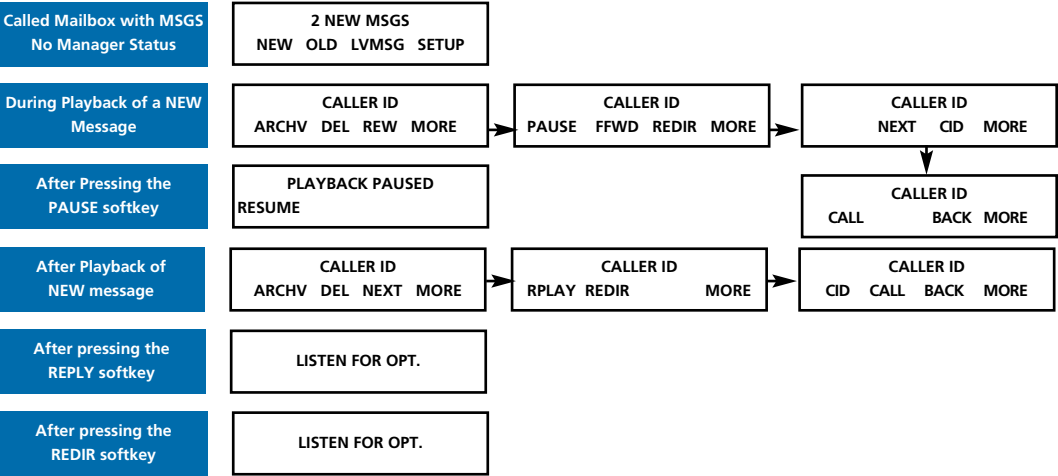 Called Mailbox with MSGS
No Manager Status
2 NEW MSGS
NEW OLD LVMSG SETUP
During Playback of a NEW
Message
CALLER ID
ARCHV DEL REW MORE
CALLER ID
PAUSE FFWD REDIR MORE
CALLER ID
NEXT CID MORE
After Pressing the
PAUSE softkey
PLAYBACK PAUSED
RESUME
CALLER ID
CALL BACK MORE
After Playback of
NEW message
CALLER ID
ARCHV DEL NEXT MORE
CALLER ID
RPLAY REDIR MORE
CALLER ID
CID CALL BACK MORE
After pressing the
REPLY softkey
LISTEN FOR OPT.
After pressing the
REDIR softkey
LISTEN FOR OPT.